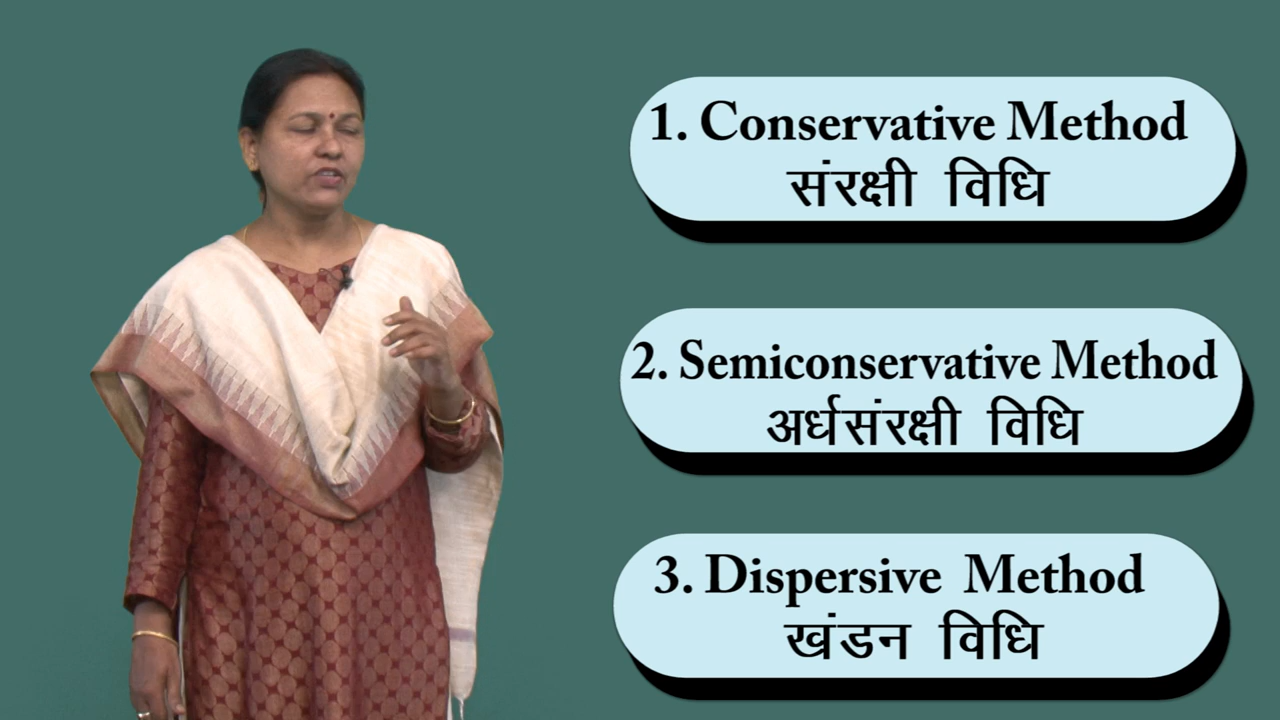 1. Conservative Method
संरक्षी विधि
2. Semiconservative Method
अर्धसंरक्षी विधि
3. Dispersive Method
खंडन विधि